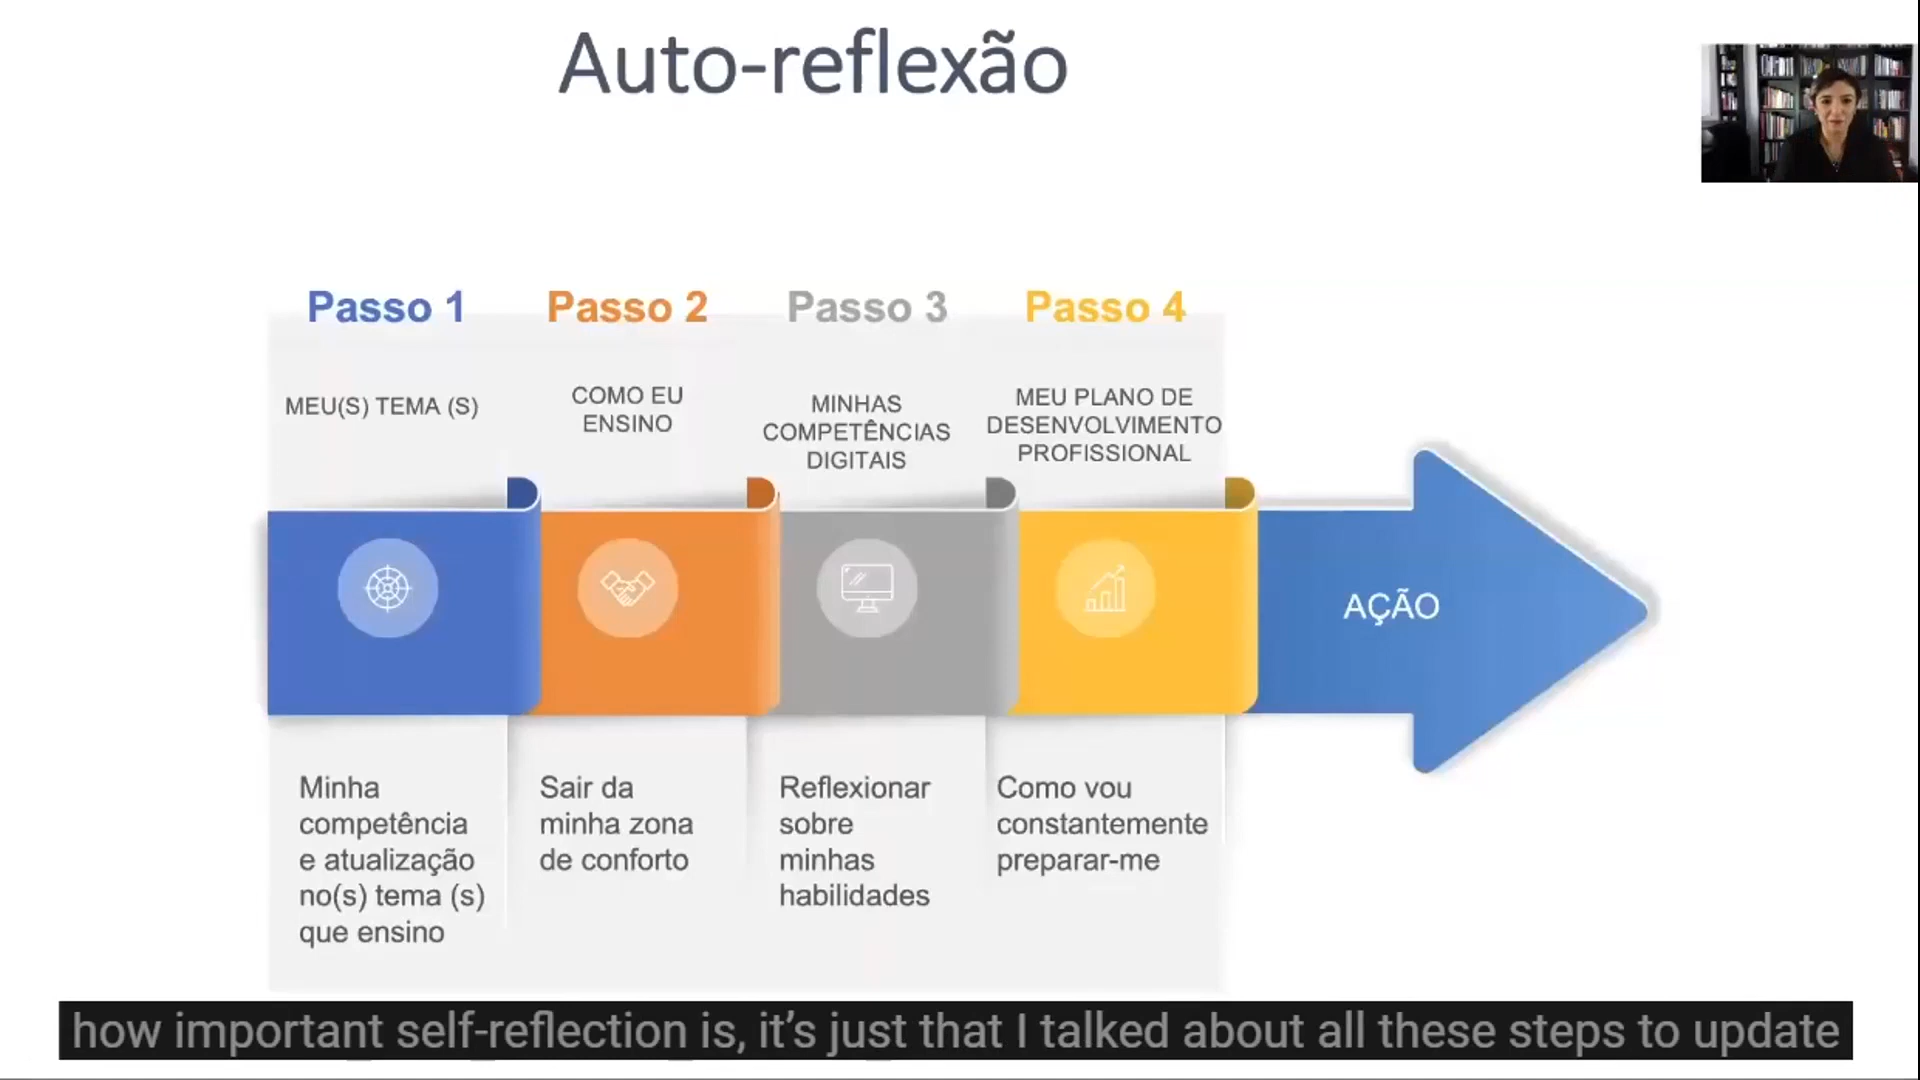 Auto-reflexão
Passo 1
Passo 2
Passo 3
Passo 4
MEU(S) TEMA (S)
COMO EU
ENSINO
MINHAS
COMPETÊNCIAS
DIGITAIS
MEU PLANO DE
DESENVOLVIMENTO
PROFISSIONAL
AÇÃO
Minha
competência
e atualização
no(s) tema (s)
que ensino
Sair da
minha zona
de conforto
Reflexionar
sobre
minhas
habilidades
Como vou
constantemente
preparar-me
how important self-reflection is, it's just that I talked about all these steps to update